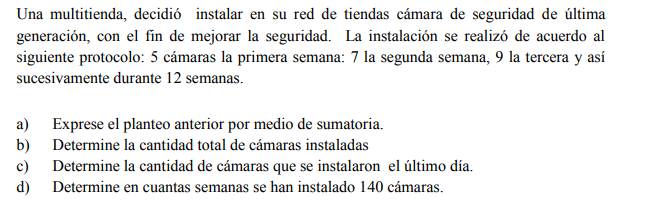 Una multitienda, decidió instalar en su red de tiendas cámara de seguridad de última
generación, con el fin de mejorar la seguridad. La instalación se realizó de acuerdo al
siguiente protocolo: 5 cámaras la primera semana: 7 la segunda semana, 9 la tercera y así
sucesivamente durante 12 semanas.
a) Exprese el planteo anterior por medio de sumatoria.
b) Determine la cantidad total de cámaras instaladas
c) Determine la cantidad de cámaras que se instalaron el último día.
d) Determine en cuantas semanas se han instalado 140 cámaras.